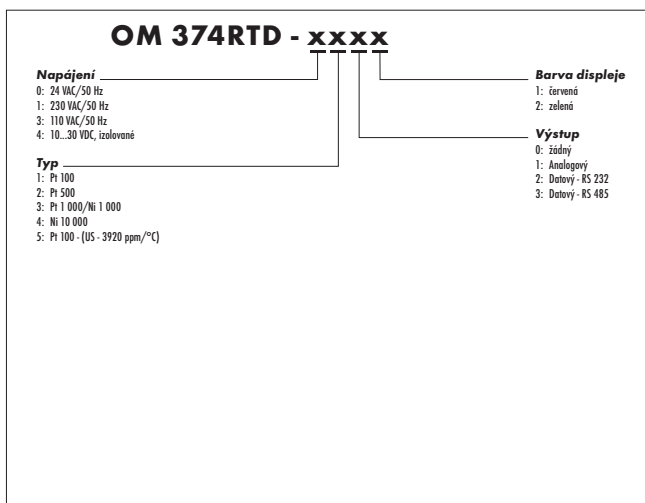 OM 374RTD - xxxx
Napájení
0: 24 VAC/50 Hz
1: 230 VAC/50 Hz
3: 110 VAC/50 Hz
4: 10...30 VDC, izolované
Typ
1: Pt 100
2: Pt 500
3: Pt 1 000/Ni 1 000
4: Ni 10 000
5: Pt 100 - (US - 3920 ppm/°C)
Barva displeje
1: červená
2: zelená
Výstup
0: žádný
1: Analogový
2: Datový - RS 232
3: Datový - RS 485